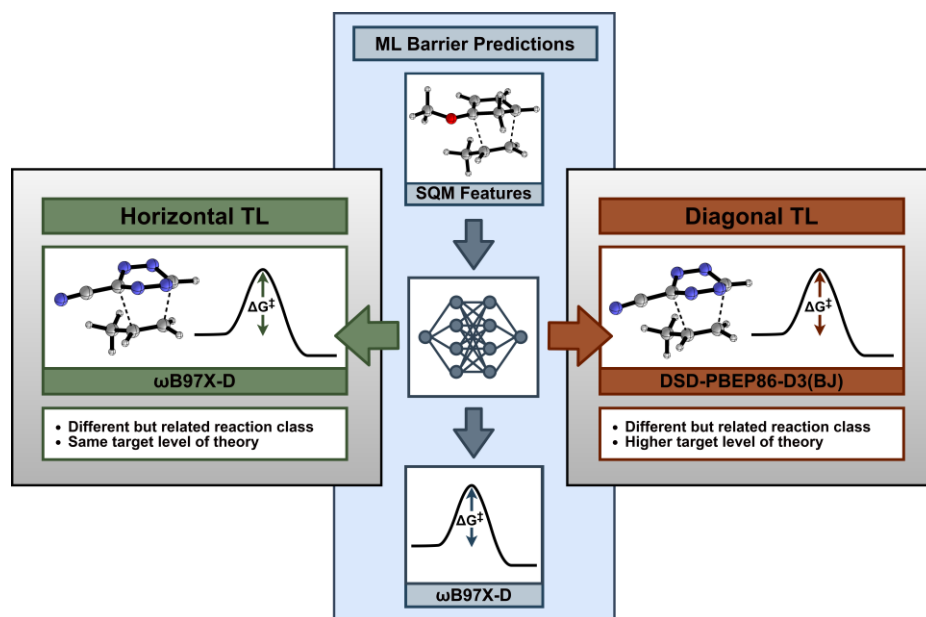 ML Barrier Predictions
SQM Features
Horizontal TL
ΔG‡
ωB97X-D
• Different but related reaction class
• Same target level of theory
Diagonal TL
ΔG‡
DSD-PBEP86-D3(BJ)
• Different but related reaction class
• Higher target level of theory
ΔG‡
ωB97X-D